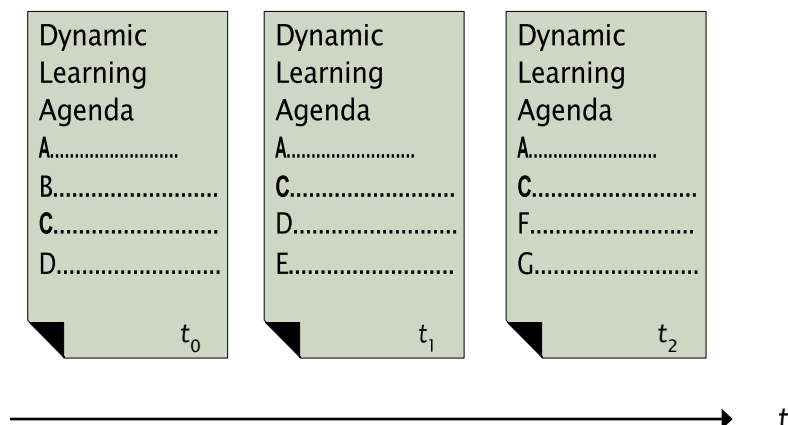 Dynamic
Learning
Agenda
A..........................
B...........................
C...........................
D...........................
t0
Dynamic
Learning
Agenda
A..........................
C...........................
D...........................
E...........................
t1
Dynamic
Learning
Agenda
A..........................
C...........................
F...........................
G...........................
t2
t